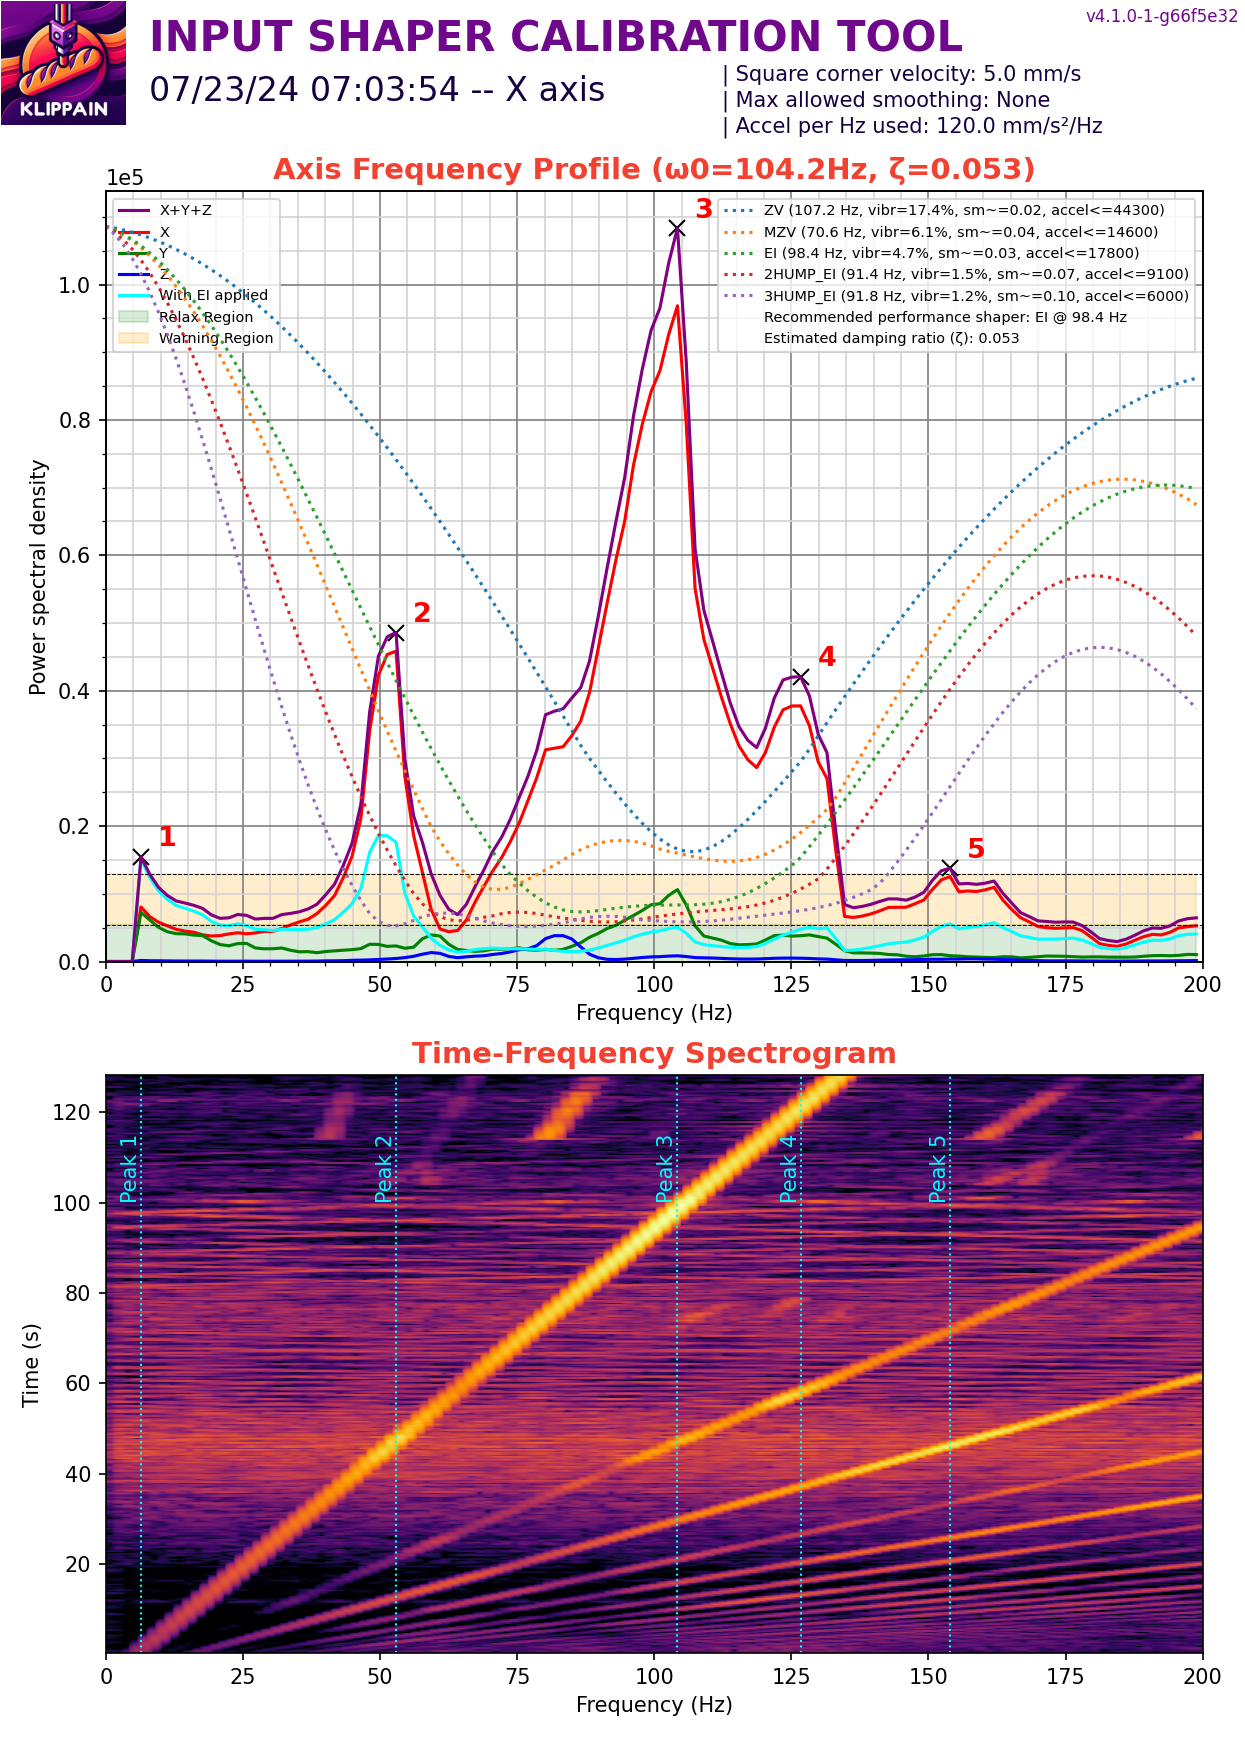 v4.1.0-1-g66f5e32
INPUT SHAPER CALIBRATION TOOL
07/23/24 07:03:54 -- X axis
| Square corner velocity: 5.0 mm/s
| Max allowed smoothing: None
| Accel per Hz used: 120.0 mm/s²/Hz
KLIPPAIN
Axis Frequency Profile (ω0=104.2Hz, ζ=0.053)
1e5
X+Y+Z
X
Y
Z
With EI applied
Relax Region
Warning Region
ZV (107.2 Hz, vibr=17.4%, sm~=0.02, accel<=44300)
MZV (70.6 Hz, vibr=6.1%, sm~=0.04, accel<=14600)
EI (98.4 Hz, vibr=4.7%, sm~=0.03, accel<=17800)
2HUMP_EI (91.4 Hz, vibr=1.5%, sm~=0.07, accel<=9100)
3HUMP_EI (91.8 Hz, vibr=1.2%, sm~=0.10, accel<=6000)
Recommended performance shaper: EI @ 98.4 Hz
Estimated damping ratio (ζ): 0.053
1
2
3
4
5
1.0
0.8
0.6
0.4
0.2
0.0
Power spectral density
0 25 50 75 100 125 150 175 200
Frequency (Hz)
Time-Frequency Spectrogram
Peak 1
Peak 2
Peak 3
Peak 4
Peak 5
120
100
80
60
40
20
Time (s)
0 25 50 75 100 125 150 175 200
Frequency (Hz)